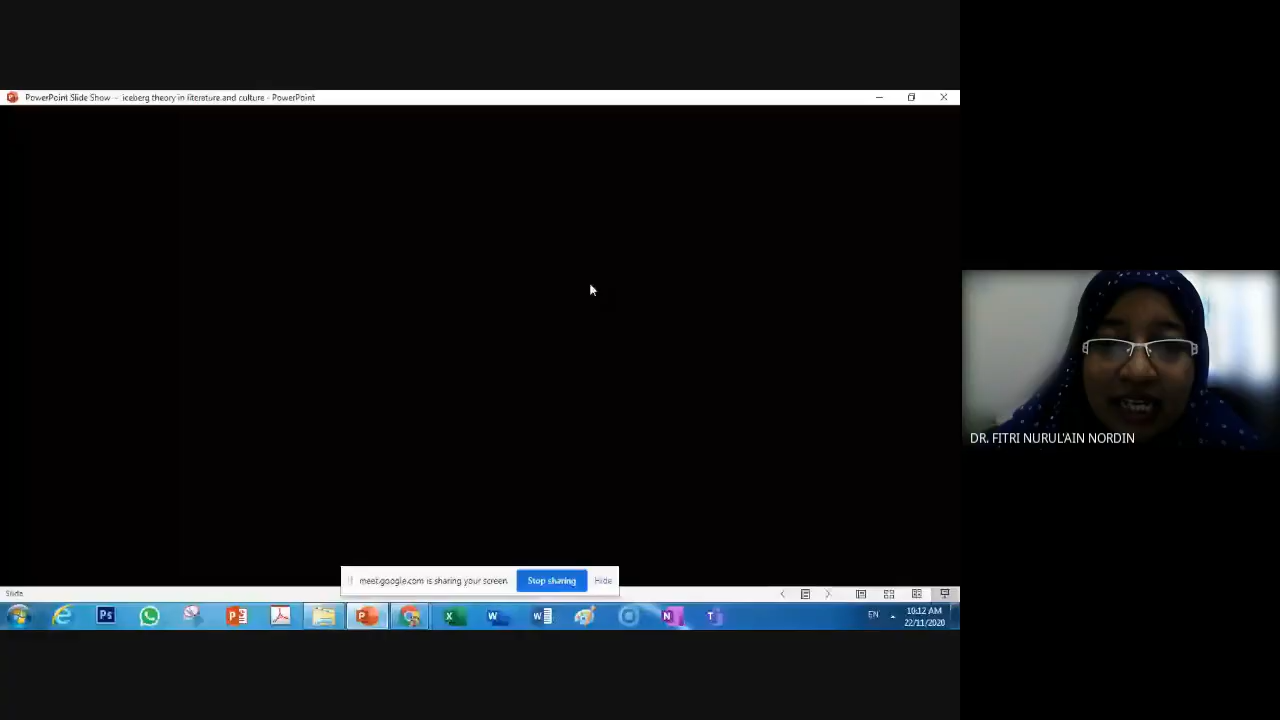 PowerPoint Slide Show - iceberg theory in literature and culture - PowerPoint
DR. FITRI NURUL'AIN NORDIN
meet.google.com is sharing your screen
Stop sharing
Hide
Slide
Ps
P
X
W
W
N
T
EN
10:12 AM
22/11/2020